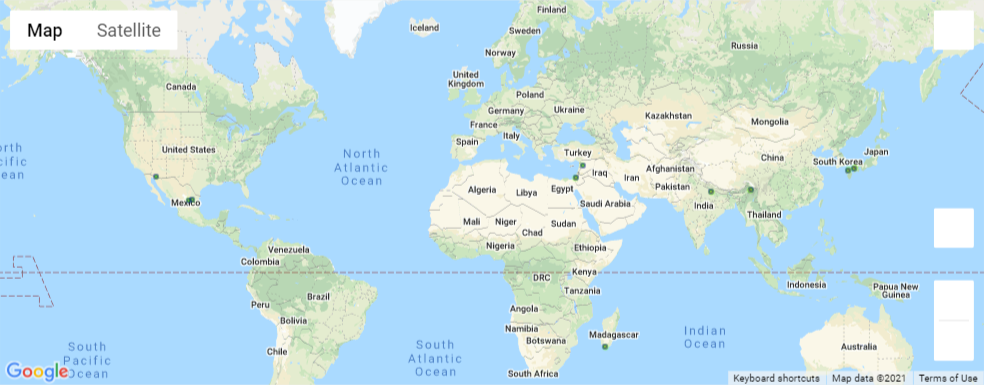 Map Satellite
Iceland
Finland
Sweden
Norway
Russia
Canada
United
Kingdom
Poland
Germany
Ukraine
France
Kazakhstan
Italy
Mongolia
Spain
United States
North
Atlantic
Ocean
Turkey
China
South Korea
Japan
orth
cific
ean
Iraq
Iran
Afghanistan
Pakistan
Algeria
Libya
Egypt
Saudi Arabia
India
Mexico
Mali
Niger
Chad
Sudan
Thailand
Nigeria
Ethiopia
Venezuela
Colombia
DRC
Kenya
Tanzania
Indonesia
Papua New
Guinea
Peru
Brazil
Bolivia
Angola
Namibia
Botswana
Madagascar
Indian
Ocean
Chile
South
Pacific
Ocean
South
Atlantic
Ocean
South Africa
Australia
Google
Keyboard shortcuts Map data ©2021 Terms of Use